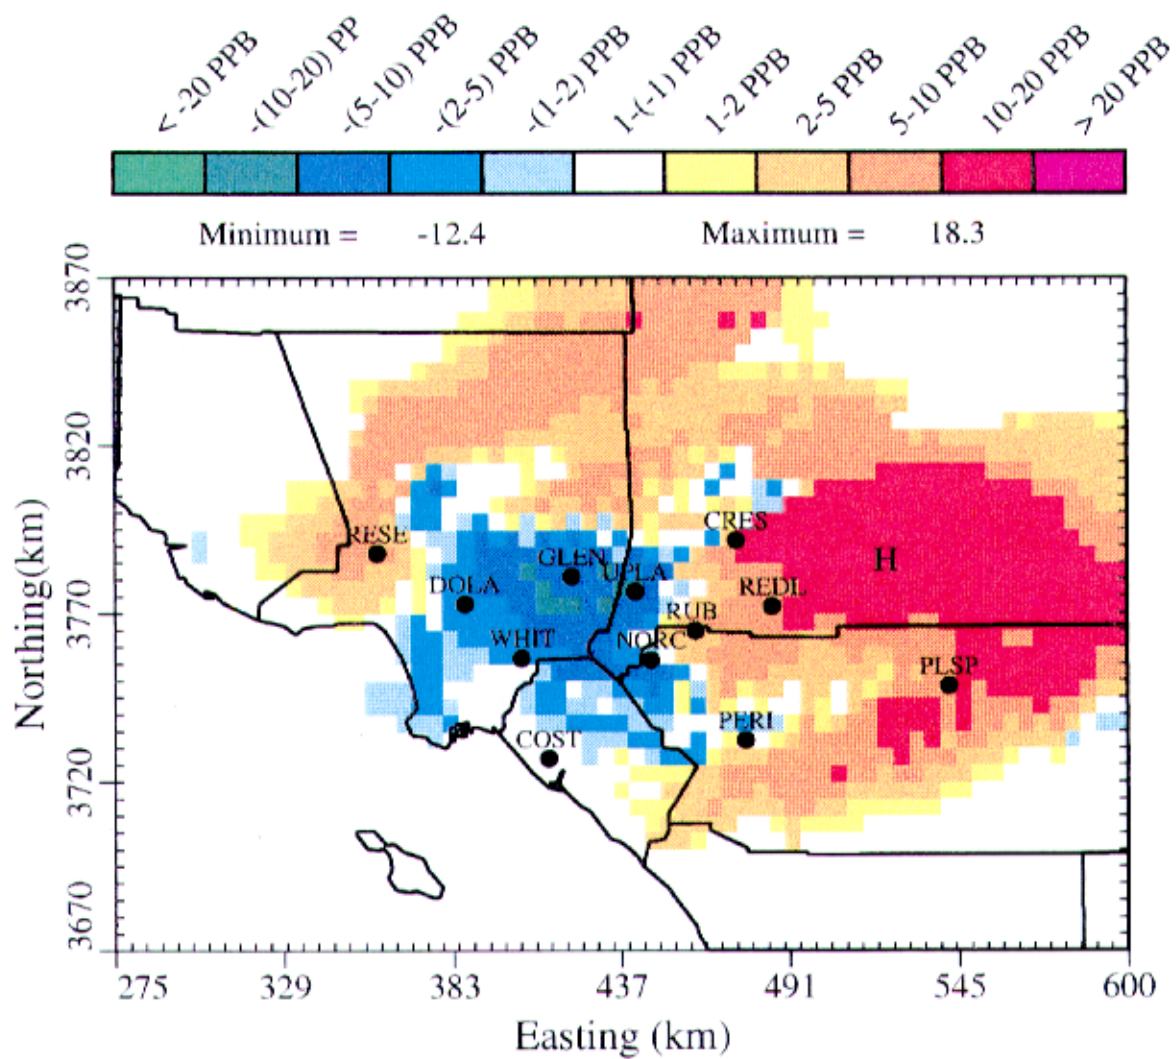 < -20 PPB
-(10-20) PP
-(5-10) PPB
-(2-5) PPB
-(1-2) PPB
1-(-1) PPB
1-2 PPB
2-5 PPB
5-10 PPB
10-20 PPB
> 20 PPB
Minimum = -12.4 Maximum = 18.3
3870
3820
3770
3720
3670
Northing(km)
RESE
CRES
GLEN
UPLA
H
DOLA
REDL
RUB
WHIT
NORC
PLSP
PERI
COST
275 329 383 437 491 545 600
Easting (km)